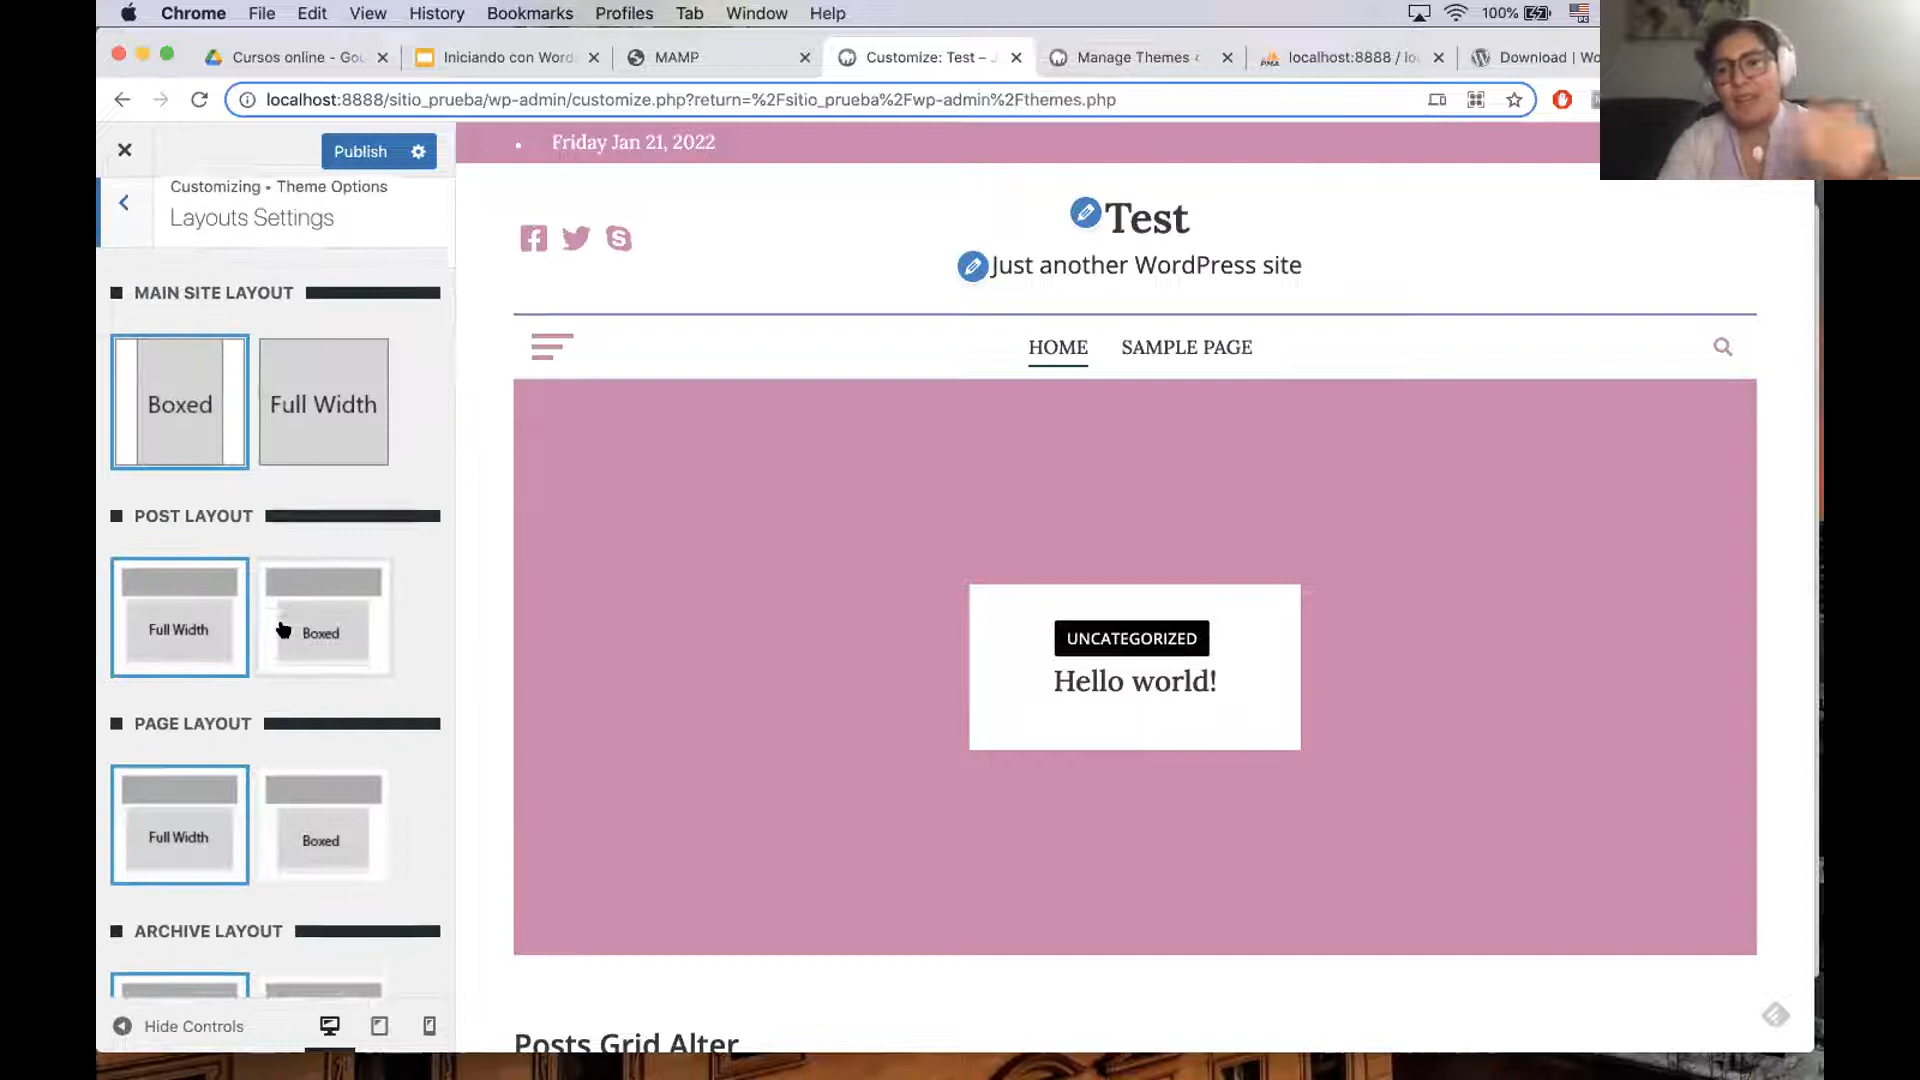 Chrome File Edit View History Bookmarks Profiles Tab Window Help 100%
Cursos online - Go
Iniciando con Word
MAMP
Customize: Test –
Manage Themes
localhost:8888 / lo
Download | Wo
localhost:8888/sitio_prueba/wp-admin/customize.php?return=%2Fsitio_prueba%2Fwp-admin%2Fthemes.php
Publish
Customizing • Theme Options
Layouts Settings
MAIN SITE LAYOUT
Boxed
Full Width
POST LAYOUT
Full Width
Boxed
PAGE LAYOUT
Full Width
Boxed
ARCHIVE LAYOUT
Hide Controls
Friday Jan 21, 2022
Test
Just another WordPress site
HOME SAMPLE PAGE
UNCATEGORIZED
Hello world!
Posts Grid Alter